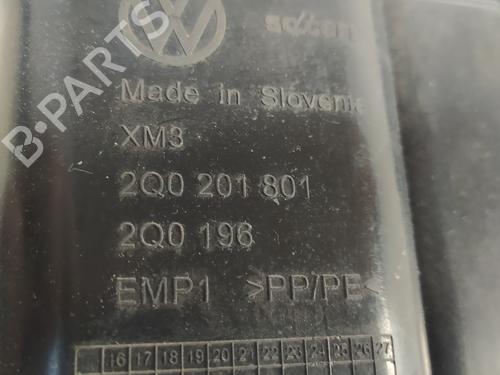 Made in Slovenia
XM3
2Q0 201 801
2Q0 196
EMP1 >PP/PE<
16 17 18 19 20 21 22 23 24 25 26 27
B-PARTS